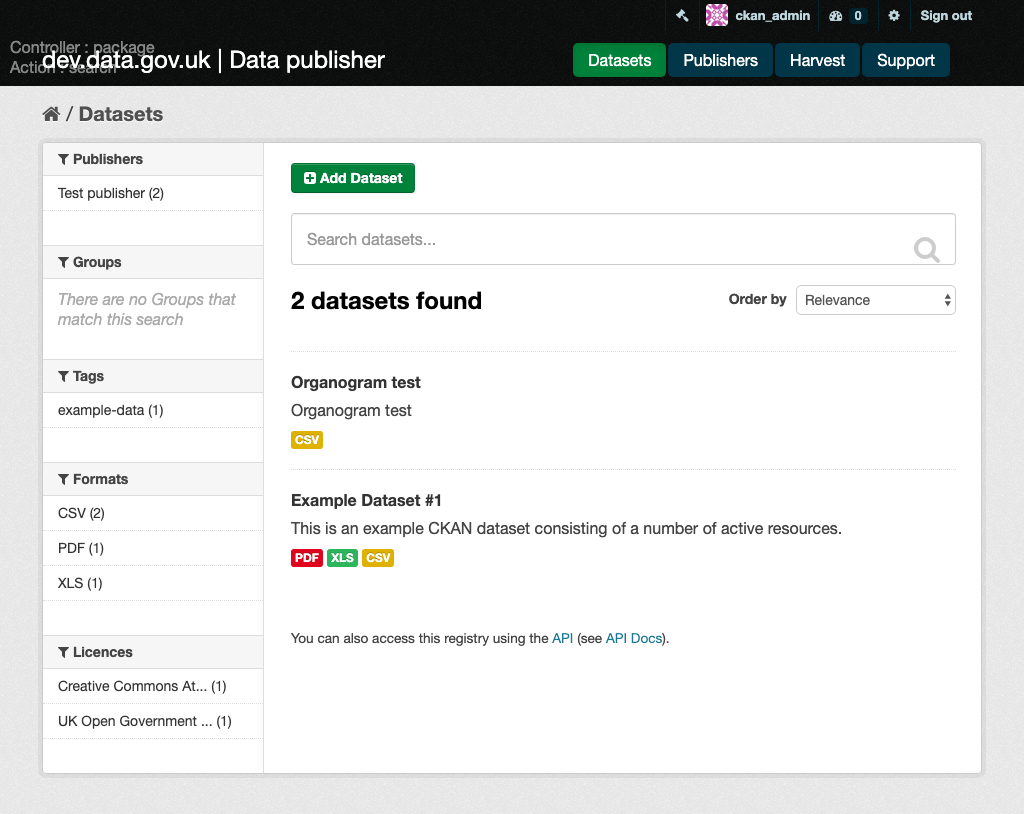 ckan_admin 0 Sign out
Controller : package
dev.data.gov.uk | Data publisher
Action : search
Datasets Publishers Harvest Support
/ Datasets
Publishers
Test publisher (2)
Groups
There are no Groups that
match this search
Tags
example-data (1)
Formats
CSV (2)
PDF (1)
XLS (1)
Licences
Creative Commons At... (1)
UK Open Government ... (1)
Add Dataset
Search datasets...
2 datasets found
Order by Relevance
Organogram test
Organogram test
CSV
Example Dataset #1
This is an example CKAN dataset consisting of a number of active resources.
PDF XLS CSV
You can also access this registry using the API (see API Docs).